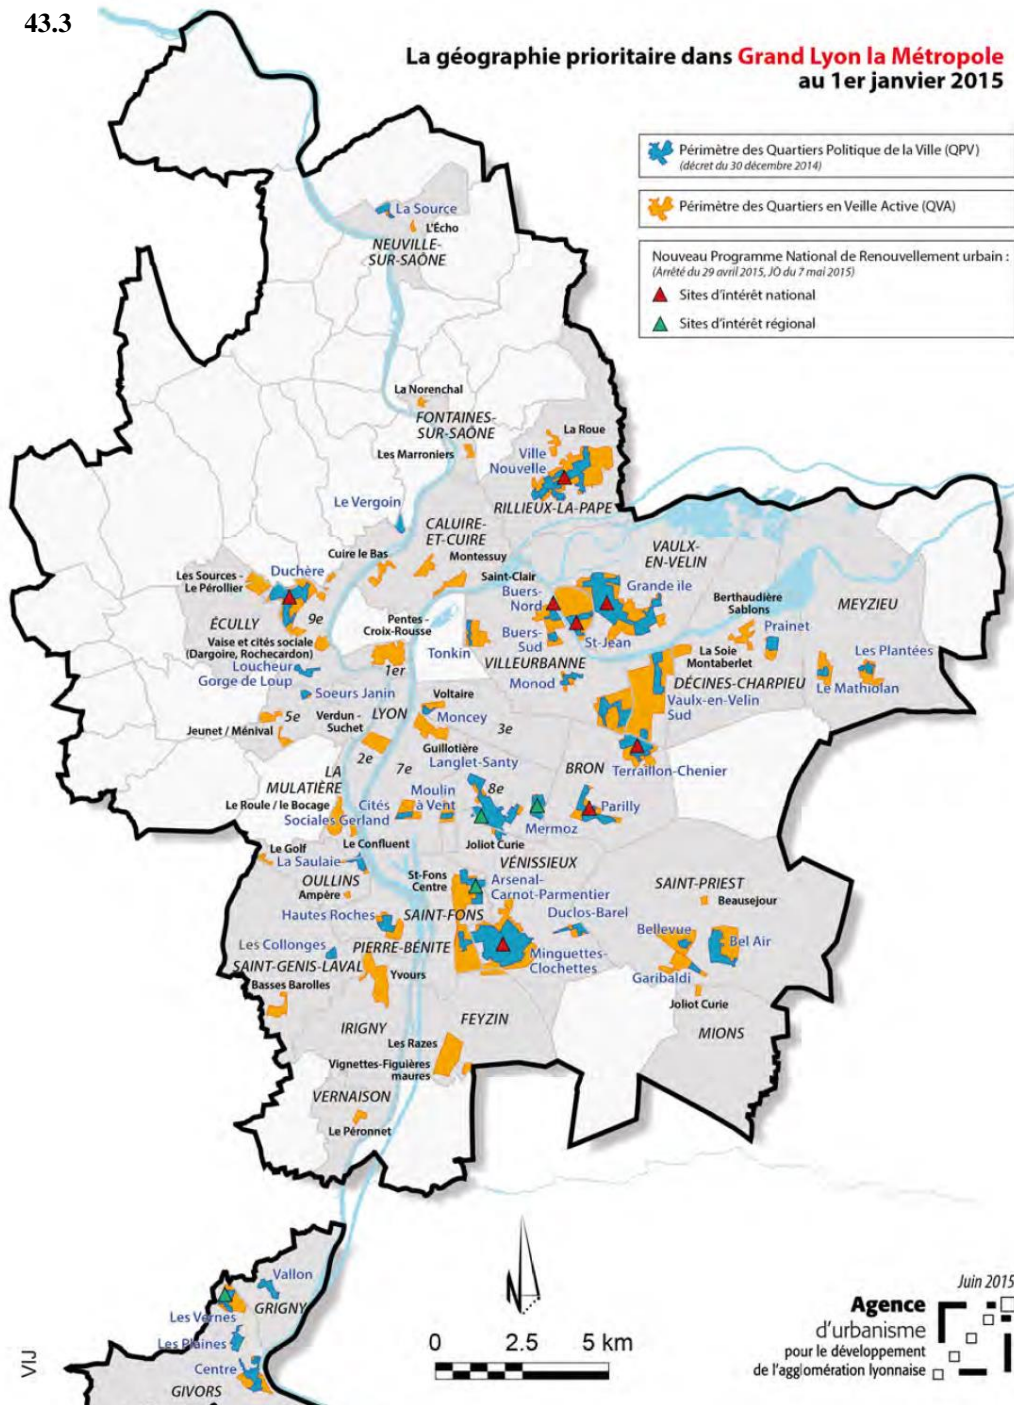 43.3
La géographie prioritaire dans Grand Lyon la Métropole
au 1er janvier 2015
Périmètre des Quartiers Politique de la Ville (QPV)
(décret du 30 décembre 2014)
Périmètre des Quartiers en Veille Active (QVA)
Nouveau Programme National de Renouvellement urbain :
(Arrêté du 29 avril 2015, JO du 7 mai 2015)
Sites d'intérêt national
Sites d'intérêt régional
La Source
L'Écho
NEUVILLE-
SUR-SAÔNE
La Norenchal
FONTAINES-
SUR-SAÔNE
Les Marroniers
La Roue
Ville
Nouvelle
RILLIEUX-LA-PAPE
Le Vergoin
CALUIRE-
ET-CUIRE
Cuire le Bas
Montessuy
Saint-Clair
VAULX-
EN-VELIN
Les Sources -
Le Pérollier
Duchère
ÉCULLY
9e
Buers-
Nord
Grande île
Berthaudière
Sablons
MEYZIEU
Pentes -
Croix-Rousse
Vaise et cités sociale
(Dargoire, Rochecardon)
Buers-
Sud
St-Jean
Prainet
Tonkin
VILLEURBANNE
La Soie
Montaberlet
Les Plantées
Loucheur
Gorge de Loup
1er
Monod
DÉCINES-CHARPIEU
Le Mathiolan
Soeurs Janin
Voltaire
Vaulx-en-Velin
Sud
5e
Verdun -
Suchet
LYON
Moncey
3e
Jeunet / Ménival
Guillotière
2e
7e
Langlet-Santy
BRON
Terraillon-Chenier
LA
MULATIÈRE
8e
Le Roule / le Bocage
Cités
Sociales Gerland
Moulin
à Vent
Parilly
Mermoz
Le Confluent
Joliot Curie
Le Golf
La Saulaie
VÉNISSIEUX
OULLINS
St-Fons
Centre
Arsenal-
Carnot-Parmentier
SAINT-PRIEST
Ampère
Beausejour
Hautes Roches
SAINT-FONS
Duclos-Barel
Bellevue
Bel Air
Les Collonges
PIERRE-BÉNITE
Minguettes-
Clochettes
SAINT-GENIS-LAVAL
Yvours
Garibaldi
Basses Barolles
Joliot Curie
IRIGNY
FEYZIN
MIONS
Les Razes
Vignettes-Figuières
maures
VERNAISON
Le Péronnet
Vallon
GRIGNY
Les Vernes
Les Plaines
Centre
GIVORS
N
0 2.5 5 km
Juin 2015
Agence
d'urbanisme
pour le développement
de l'agglomération lyonnaise
VIJ